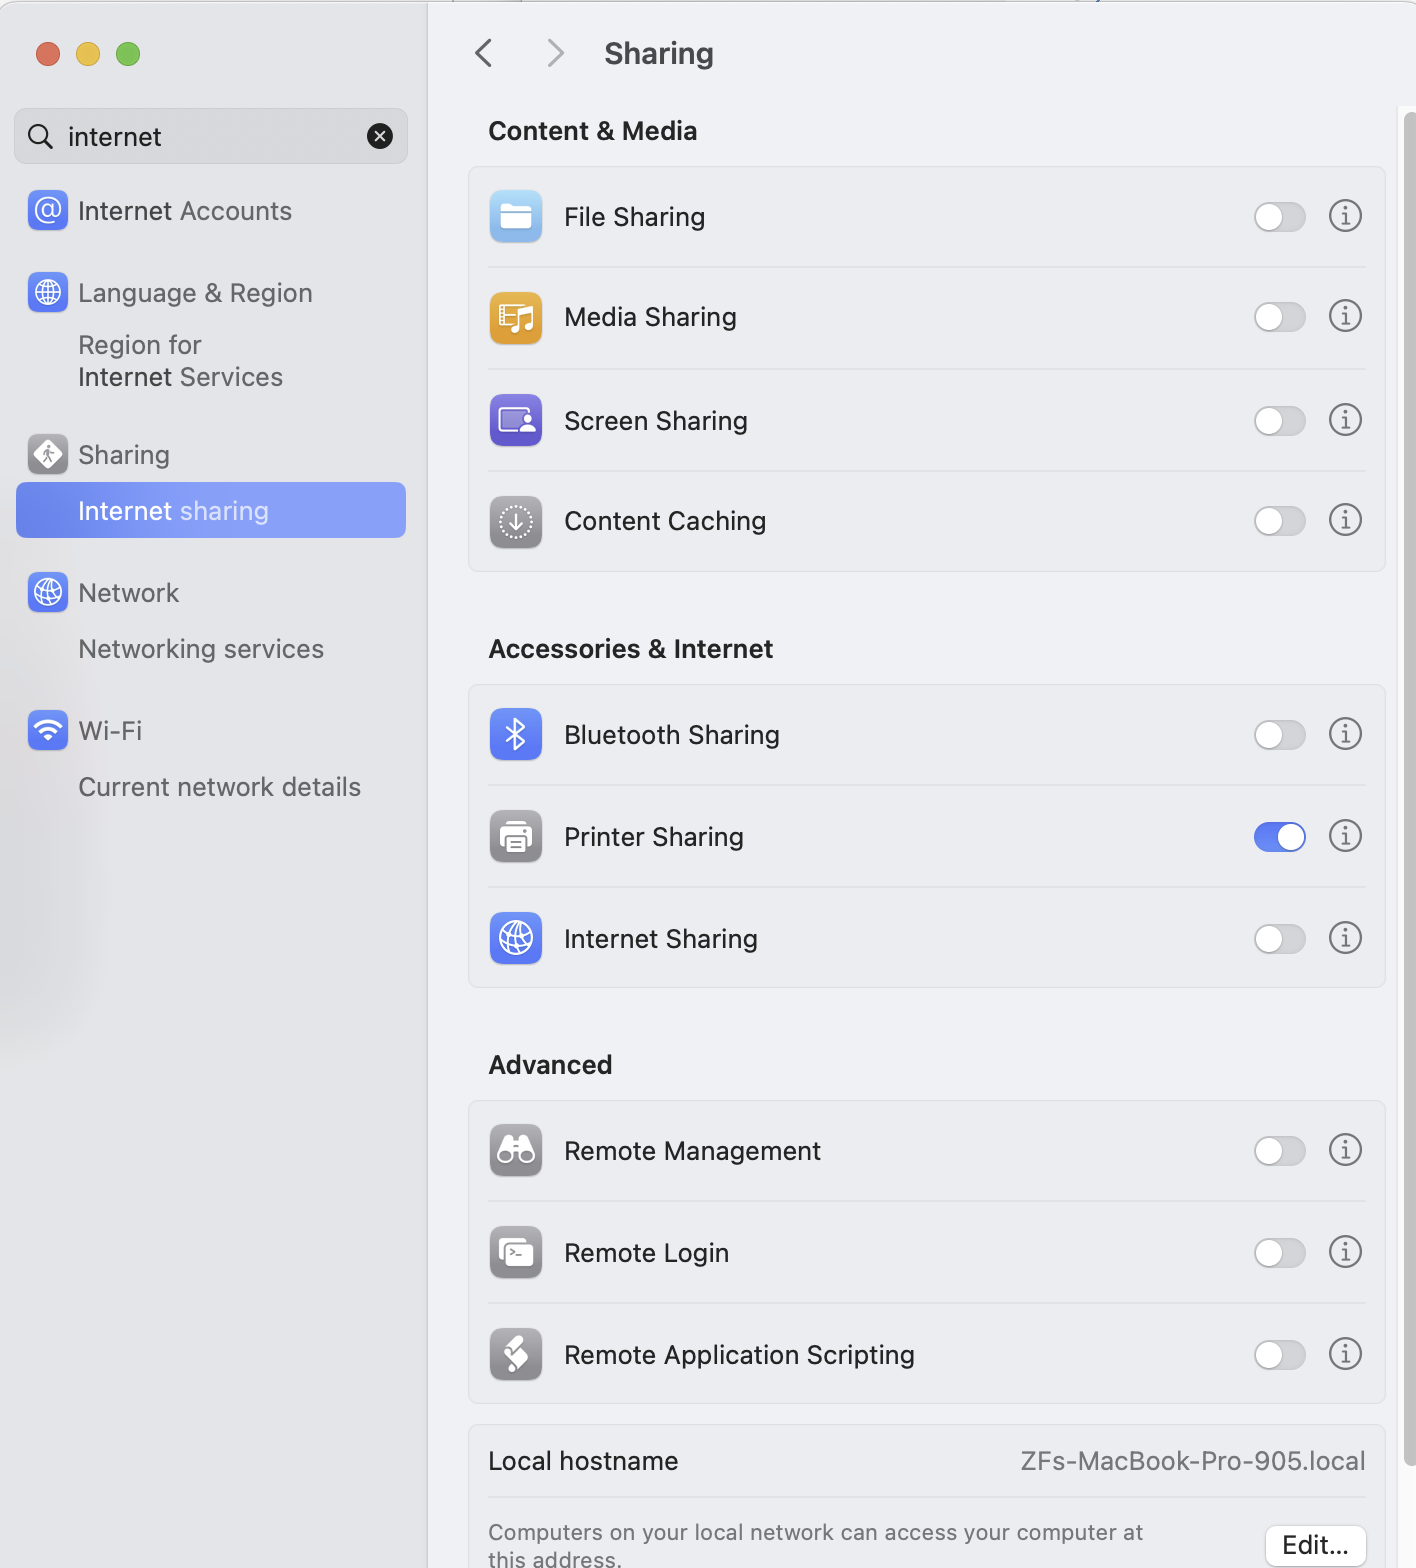 Sharing
internet
Internet Accounts
Language & Region
Region for
Internet Services
Sharing
Internet sharing
Network
Networking services
Wi-Fi
Current network details
Content & Media
File Sharing
Media Sharing
Screen Sharing
Content Caching
Accessories & Internet
Bluetooth Sharing
Printer Sharing
Internet Sharing
Advanced
Remote Management
Remote Login
Remote Application Scripting
Local hostname ZFs-MacBook-Pro-905.local
Computers on your local network can access your computer at
this address.
Edit...